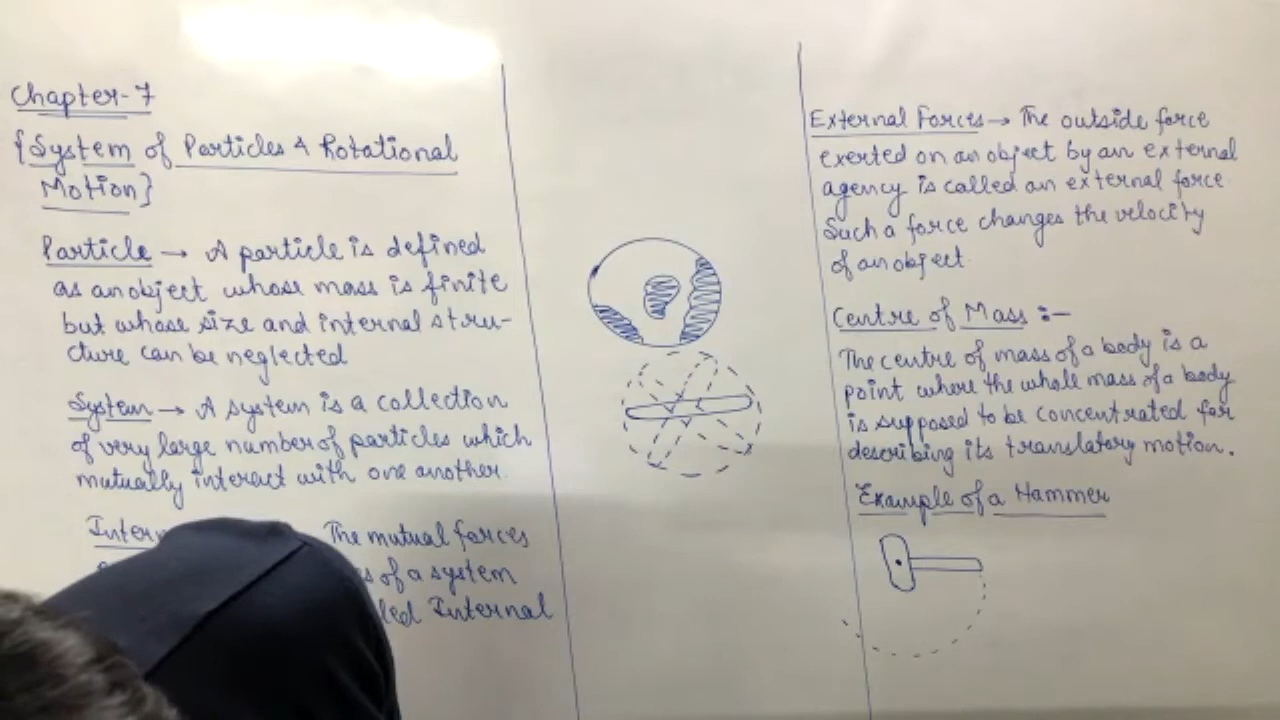 Chapter-7
{System of Particles & Rotational
Motion}
Particle → A particle is defined
as an object whose mass is finite
but whose size and internal stru-
cture can be neglected
System → A system is a collection
of very large number of particles which
mutually interact with one another.
The mutual forces
of a system
Internal
External Forces → The outside force
exerted on an object by an external
agency is called an external force.
Such a force changes the velocity
of an object.
Centre of Mass :-
The centre of mass of a body is a
point where the whole mass of a body
is supposed to be concentrated for
describing its translatory motion.
Example of a Hammer